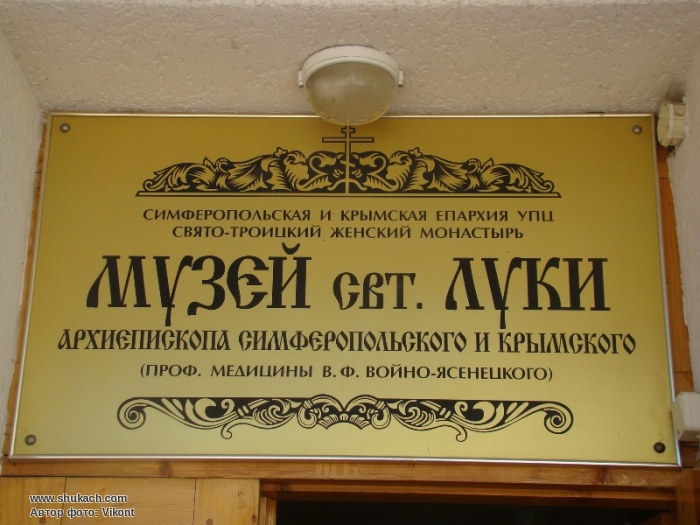 СИМФЕРОПОЛЬСКАЯ И КРЫМСКАЯ ЕПАРХИЯ УПЦ
СВЯТО-ТРОИЦКИЙ ЖЕНСКИЙ МОНАСТЫРЬ
МУЗЕЙ СВТ. ЛУКИ
АРХИЕПИСКОПА СИМФЕРОПОЛЬСКОГО И КРЫМСКОГО
(ПРОФ. МЕДИЦИНЫ В. Ф. ВОЙНО-ЯСЕНЕЦКОГО)
www.shukach.com
Автор фото: Vikont